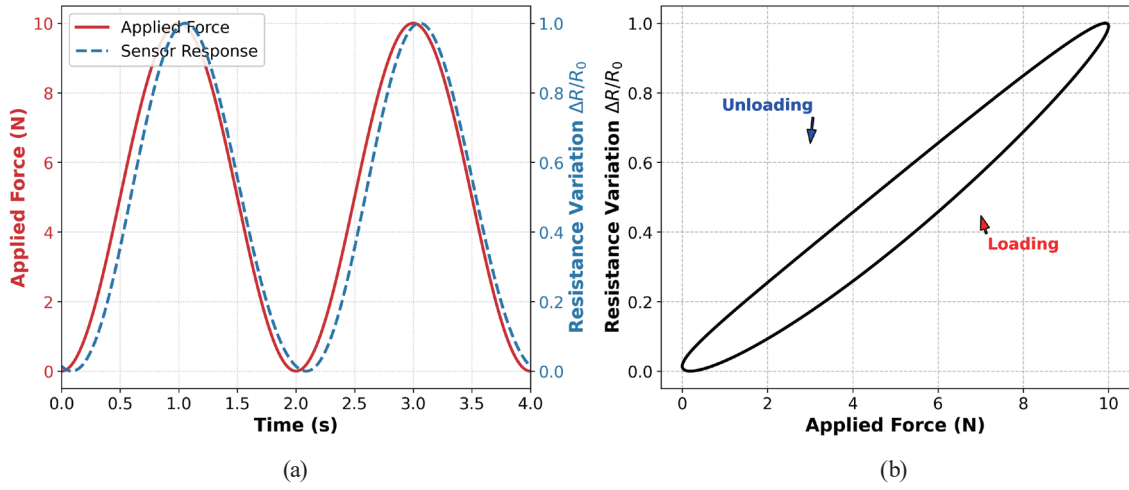 Applied Force
Sensor Response
Applied Force (N)
10
8
6
4
2
0
0.0 0.5 1.0 1.5 2.0 2.5 3.0 3.5 4.0
Time (s)
1.0
0.8
0.6
0.4
0.2
0.0
Resistance Variation ΔR/R₀
(a)
Resistance Variation ΔR/R₀
1.0
0.8
0.6
0.4
0.2
0.0
Unloading
Loading
0 2 4 6 8 10
Applied Force (N)
(b)